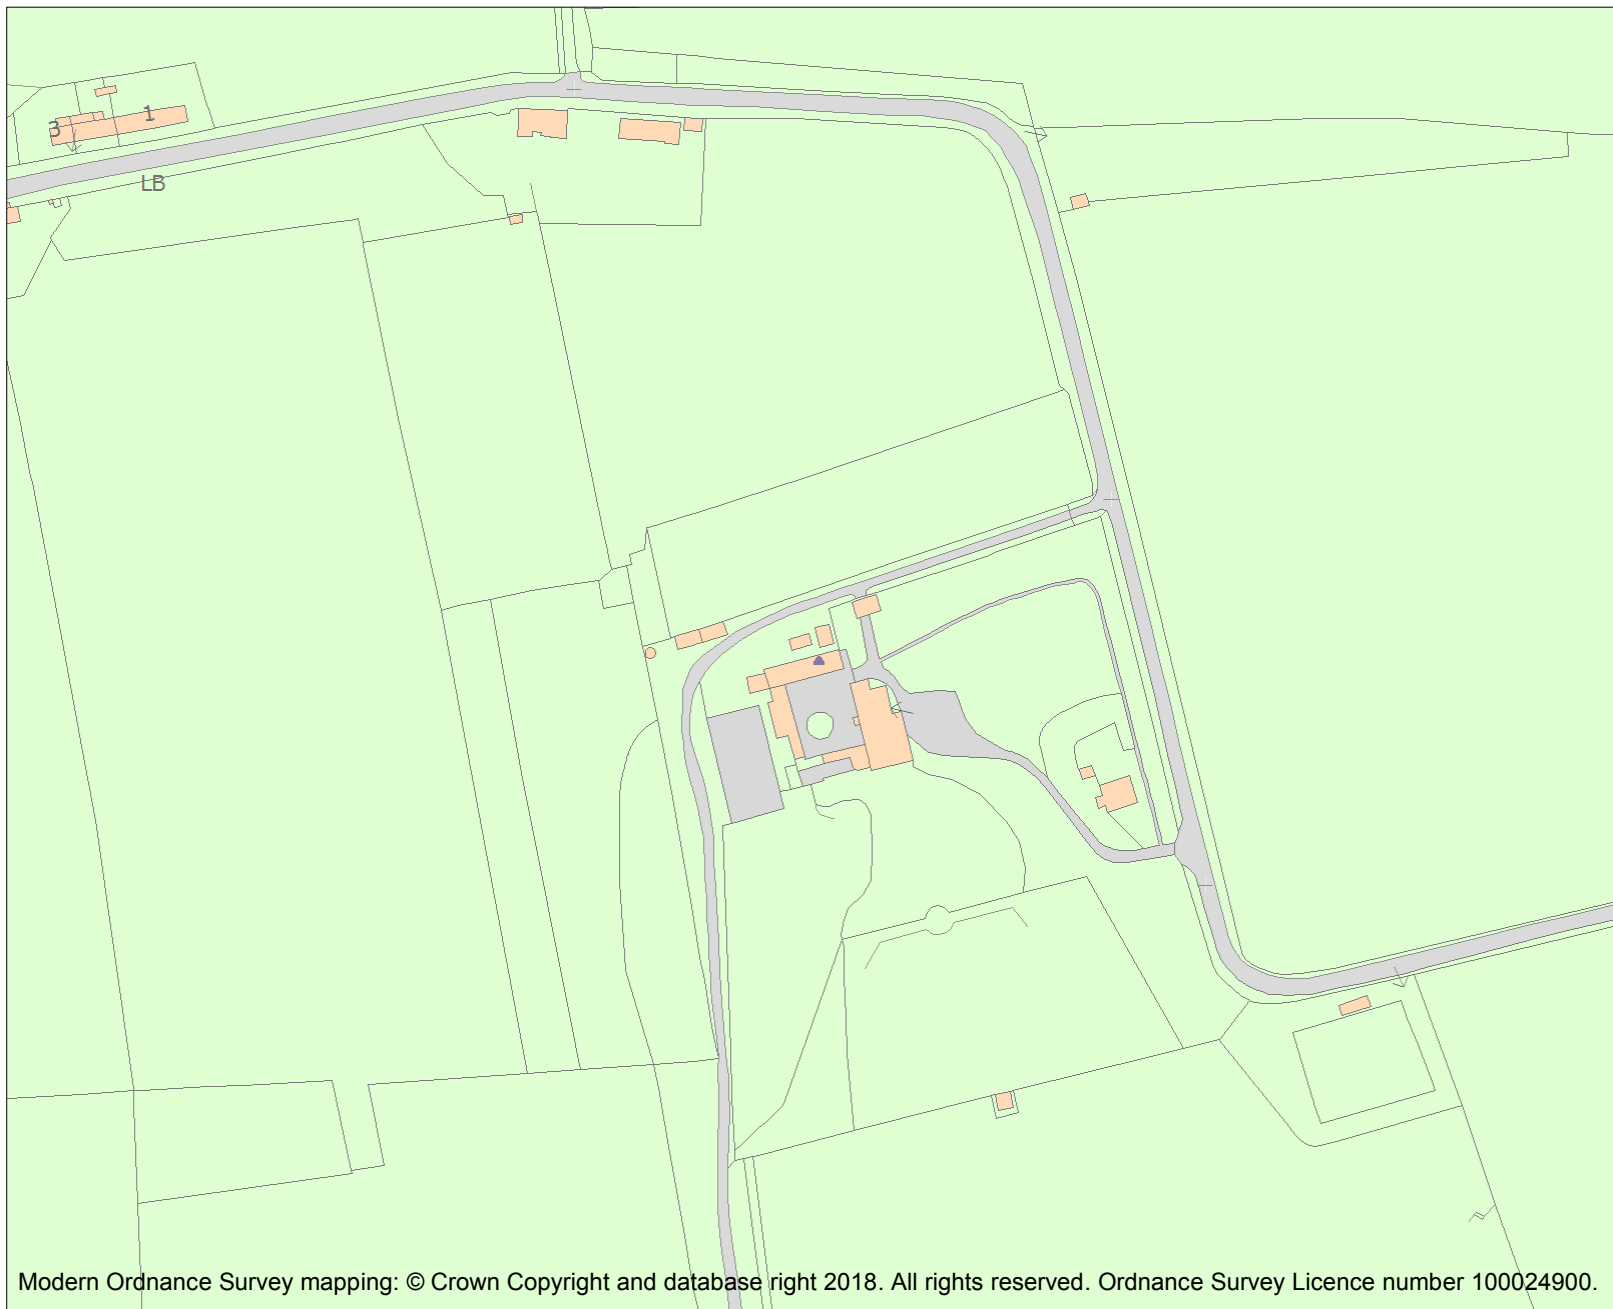 1
3
LB
Modern Ordnance Survey mapping: © Crown Copyright and database right 2018. All rights reserved. Ordnance Survey Licence number 100024900.